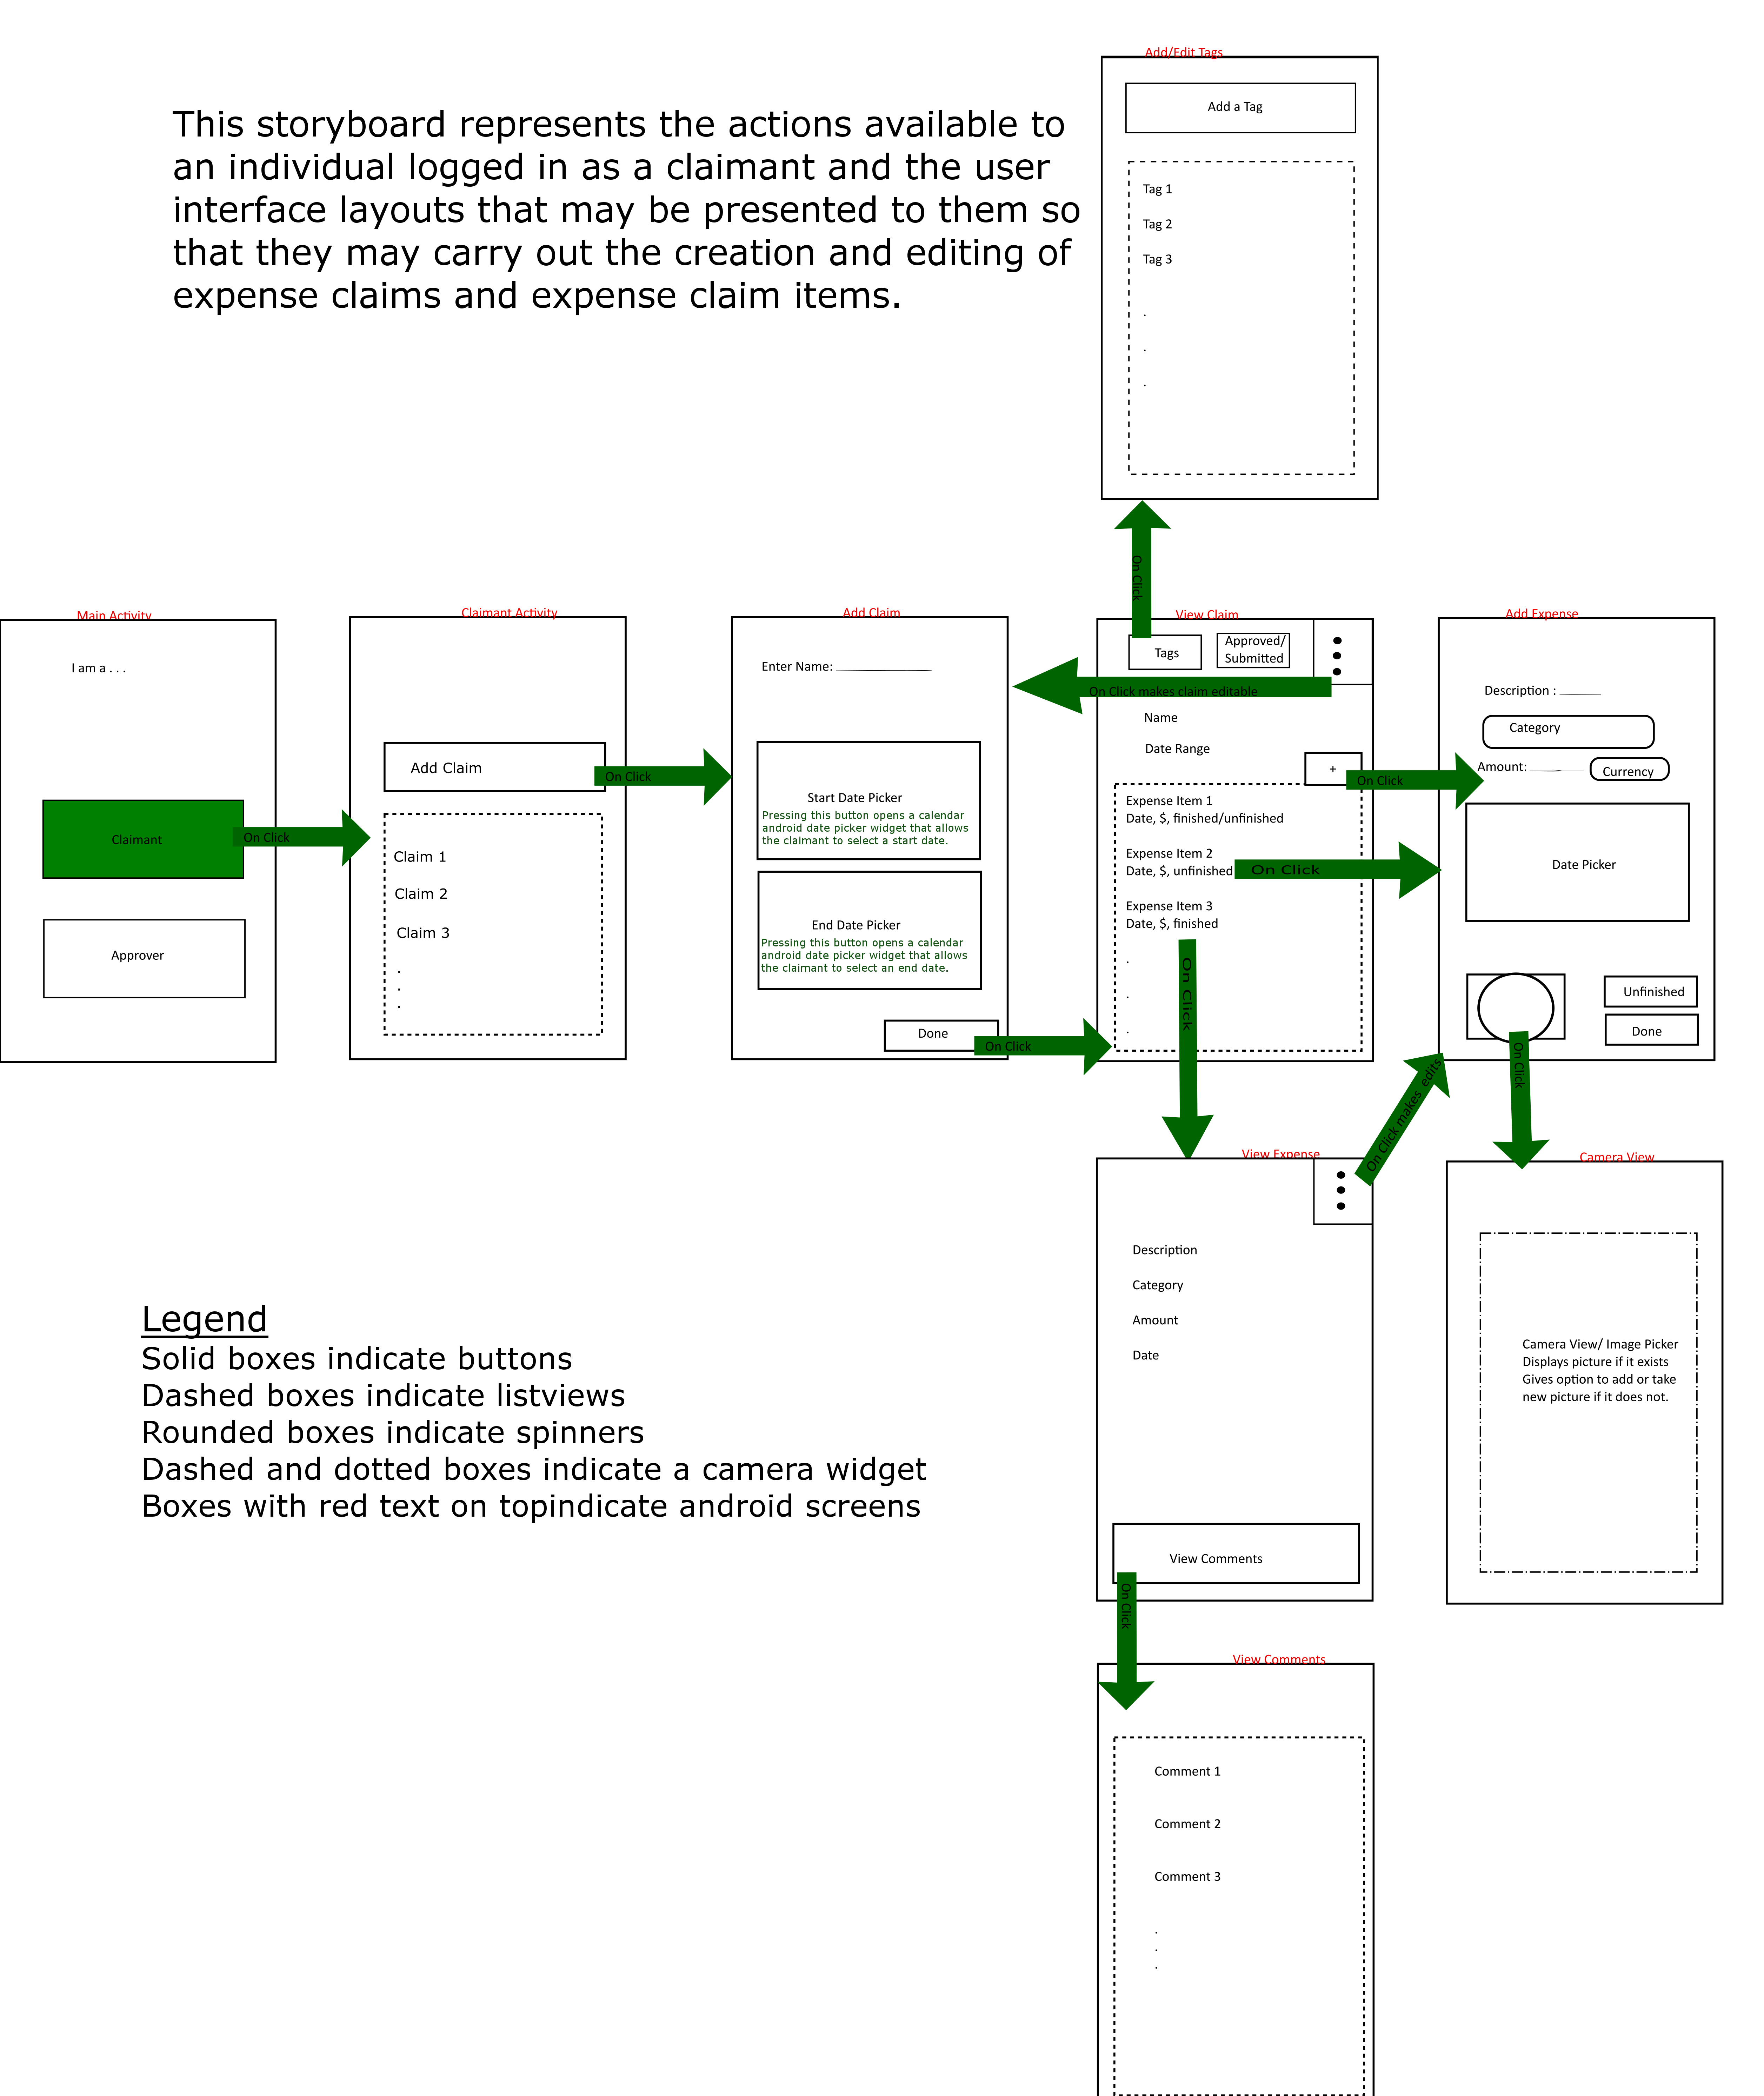 Add/Edit Tags
Add a Tag
Tag 1
Tag 2
Tag 3
.
.
.
This storyboard represents the actions available to
an individual logged in as a claimant and the user
interface layouts that may be presented to them so
that they may carry out the creation and editing of
expense claims and expense claim items.
On Click
Main Activity
I am a . . .
Claimant
On Click
Approver
Claimant Activity
Add Claim
On Click
Claim 1
Claim 2
Claim 3
.
.
.
Add Claim
Enter Name:
Start Date Picker
Pressing this button opens a calendar
android date picker widget that allows
the claimant to select a start date.
End Date Picker
Pressing this button opens a calendar
android date picker widget that allows
the claimant to select an end date.
Done
On Click
View Claim
Tags
Approved/
Submitted
On Click makes claim editable
Name
Date Range
+
On Click
Expense Item 1
Date, $, finished/unfinished
Expense Item 2
Date, $, unfinished
On Click
Expense Item 3
Date, $, finished
.
.
.
On Click
Add Expense
Description :
Category
Amount:
Currency
Date Picker
Unfinished
Done
On Click
On Click makes edits
View Expense
Description
Category
Amount
Date
View Comments
On Click
Camera View
Camera View/ Image Picker
Displays picture if it exists
Gives option to add or take
new picture if it does not.
Legend
Solid boxes indicate buttons
Dashed boxes indicate listviews
Rounded boxes indicate spinners
Dashed and dotted boxes indicate a camera widget
Boxes with red text on topindicate android screens
View Comments
Comment 1
Comment 2
Comment 3
.
.
.